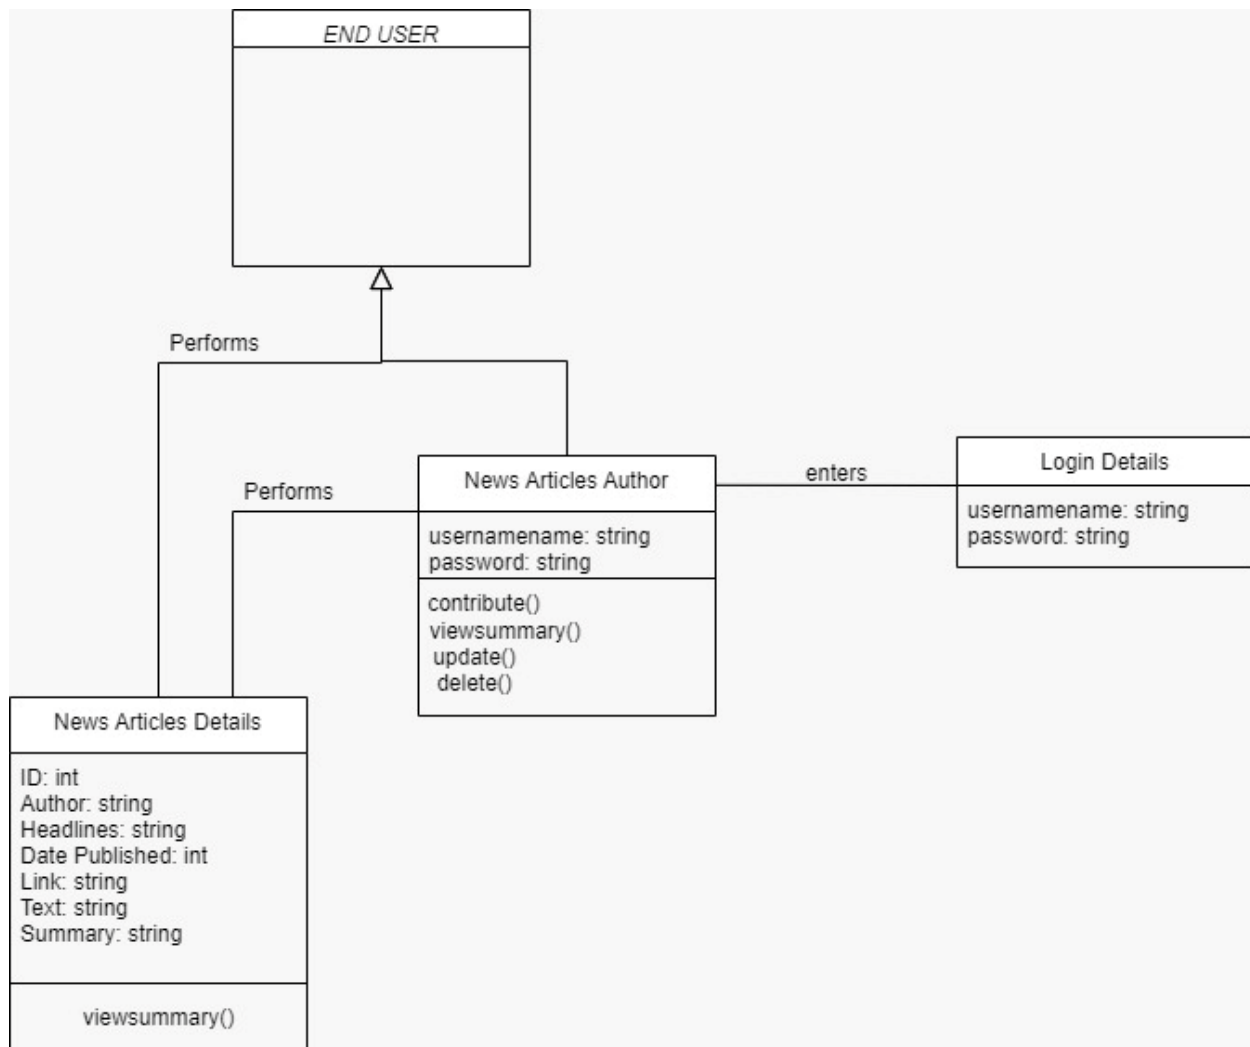 END USER
Performs
Performs
News Articles Author
usernamename: string
password: string
contribute()
viewsummary()
update()
delete()
enters
Login Details
usernamename: string
password: string
News Articles Details
ID: int
Author: string
Headlines: string
Date Published: int
Link: string
Text: string
Summary: string
viewsummary()